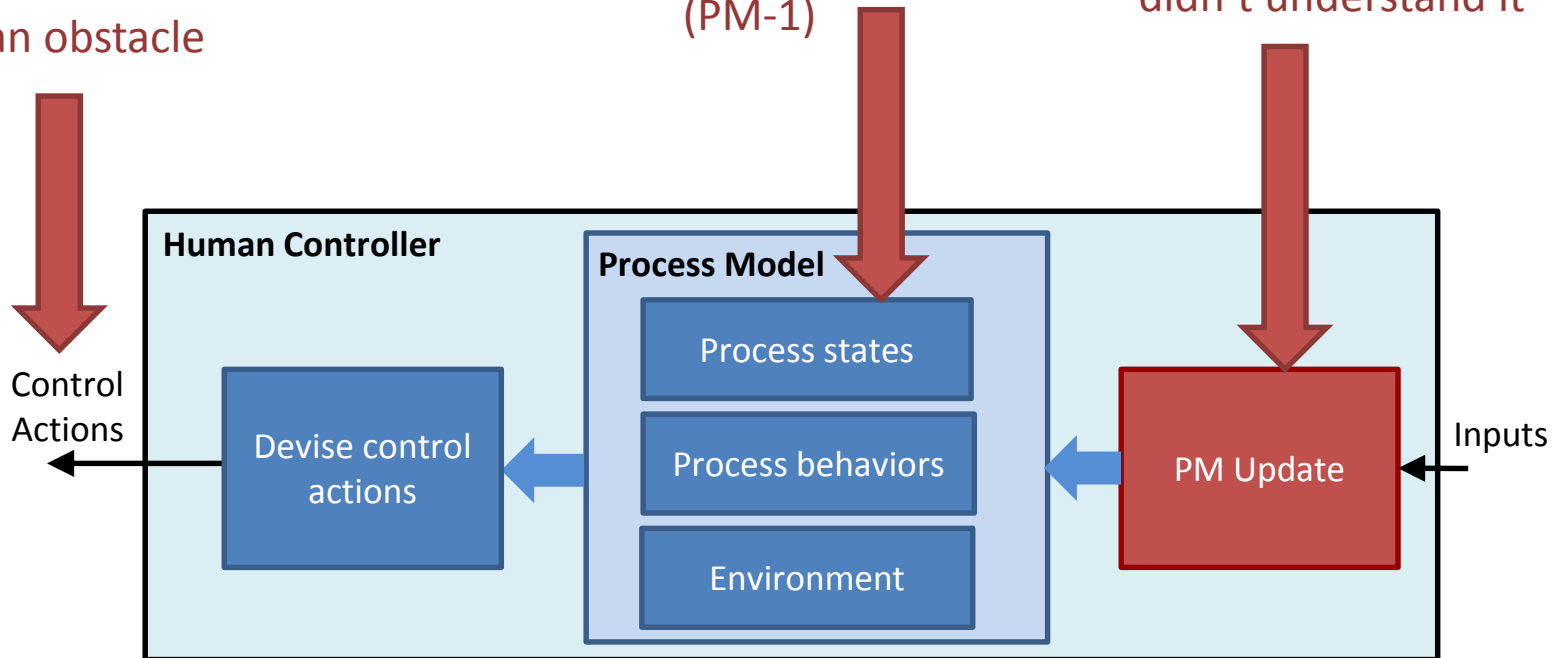 an obstacle
(PM-1)
didn't understand it
Human Controller
Process Model
Process states
Control
Actions
Devise control
actions
Process behaviors
PM Update
Inputs
Environment